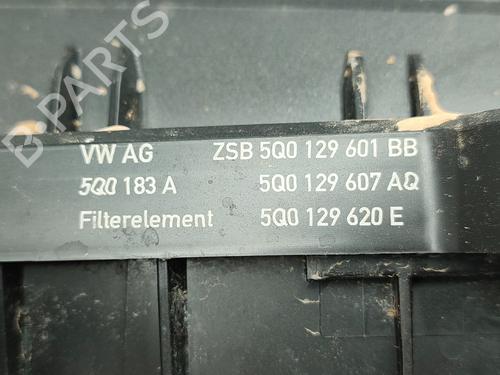 VW AG ZSB 5Q0 129 601 BB
5Q0 183 A 5Q0 129 607 AQ
Filterelement 5Q0 129 620 E
B-PARTS